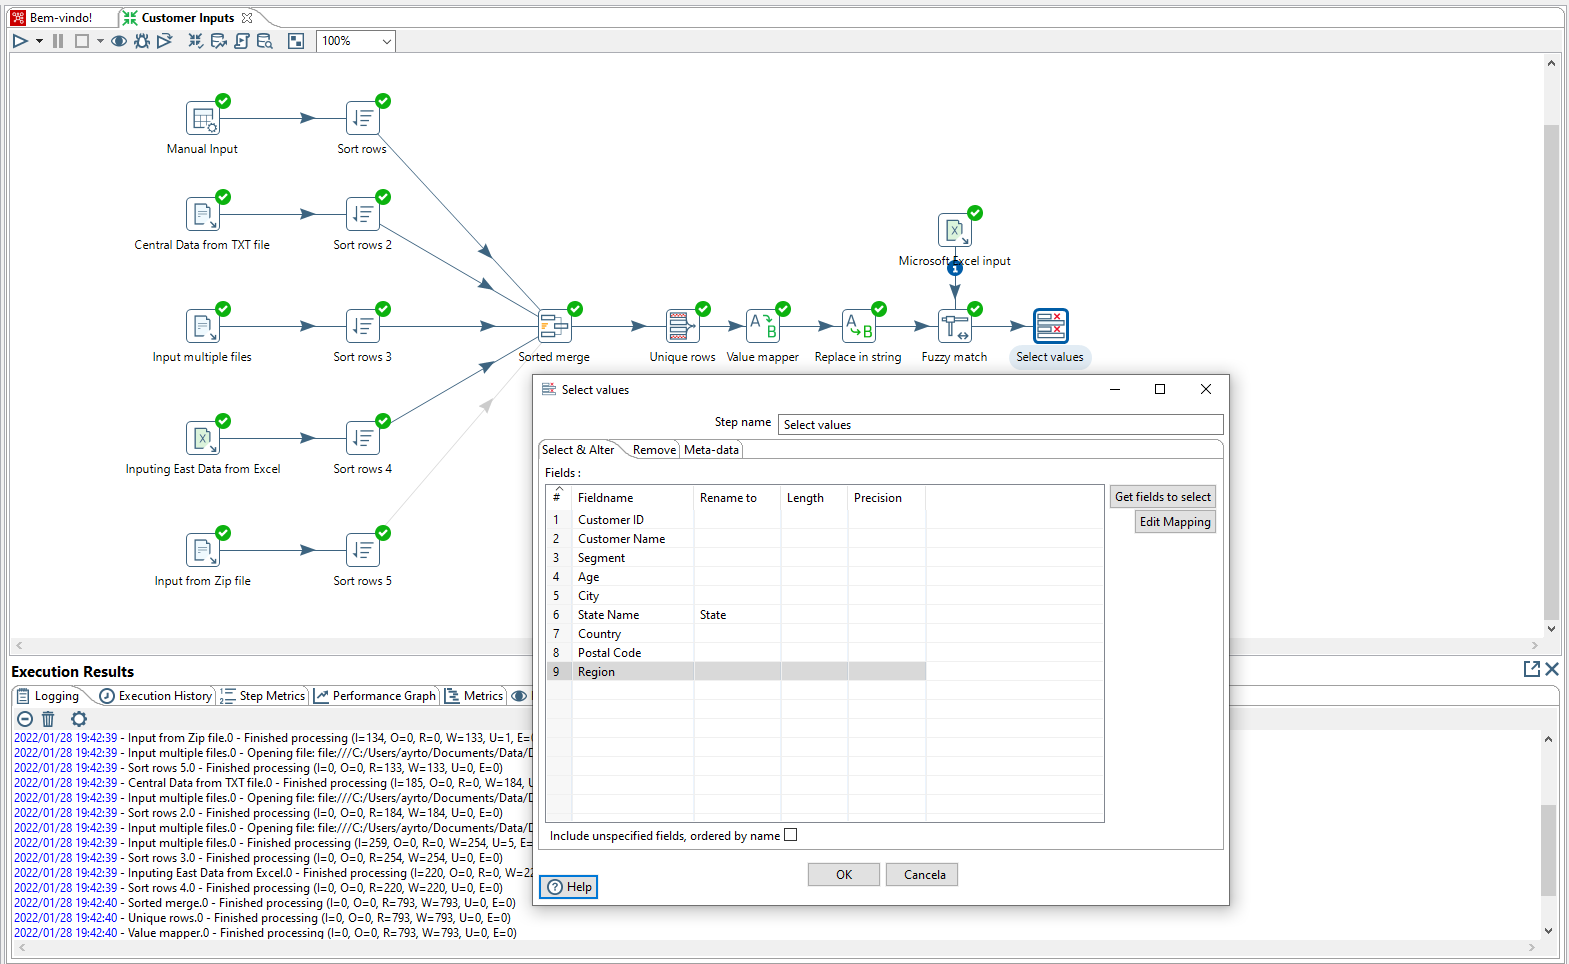 Bem-vindo!
Customer Inputs
100%
Manual Input
Sort rows
Central Data from TXT file
Sort rows 2
Microsoft Excel input
Input multiple files
Sort rows 3
Sorted merge
Unique rows
Value mapper
Replace in string
Fuzzy match
Select values
Inputing East Data from Excel
Sort rows 4
Input from Zip file
Sort rows 5
Select values
Step name
Select values
Select & Alter
Remove
Meta-data
Fields :
# Fieldname Rename to Length Precision
Get fields to select
Edit Mapping
1 Customer ID
2 Customer Name
3 Segment
4 Age
5 City
6 State Name State
7 Country
8 Postal Code
9 Region
Include unspecified fields, ordered by name
OK
Cancela
Help
Execution Results
Logging
Execution History
Step Metrics
Performance Graph
Metrics
2022/01/28 19:42:39 - Input from Zip file.0 - Finished processing (I=134, O=0, R=0, W=133, U=1, E=
2022/01/28 19:42:39 - Input multiple files.0 - Opening file: file:///C:/Users/ayrto/Documents/Data/
2022/01/28 19:42:39 - Sort rows 5.0 - Finished processing (I=0, O=0, R=133, W=133, U=0, E=0)
2022/01/28 19:42:39 - Central Data from TXT file.0 - Finished processing (I=185, O=0, R=0, W=184, U
2022/01/28 19:42:39 - Input multiple files.0 - Opening file: file:///C:/Users/ayrto/Documents/Data/
2022/01/28 19:42:39 - Sort rows 2.0 - Finished processing (I=0, O=0, R=184, W=184, U=0, E=0)
2022/01/28 19:42:39 - Input multiple files.0 - Opening file: file:///C:/Users/ayrto/Documents/Data/
2022/01/28 19:42:39 - Input multiple files.0 - Finished processing (I=259, O=0, R=0, W=254, U=5, E=
2022/01/28 19:42:39 - Sort rows 3.0 - Finished processing (I=0, O=0, R=254, W=254, U=0, E=0)
2022/01/28 19:42:39 - Inputing East Data from Excel.0 - Finished processing (I=220, O=0, R=0, W=22
2022/01/28 19:42:39 - Sort rows 4.0 - Finished processing (I=0, O=0, R=220, W=220, U=0, E=0)
2022/01/28 19:42:40 - Sorted merge.0 - Finished processing (I=0, O=0, R=793, W=793, U=0, E=0)
2022/01/28 19:42:40 - Unique rows.0 - Finished processing (I=0, O=0, R=793, W=793, U=0, E=0)
2022/01/28 19:42:40 - Value mapper.0 - Finished processing (I=0, O=0, R=793, W=793, U=0, E=0)